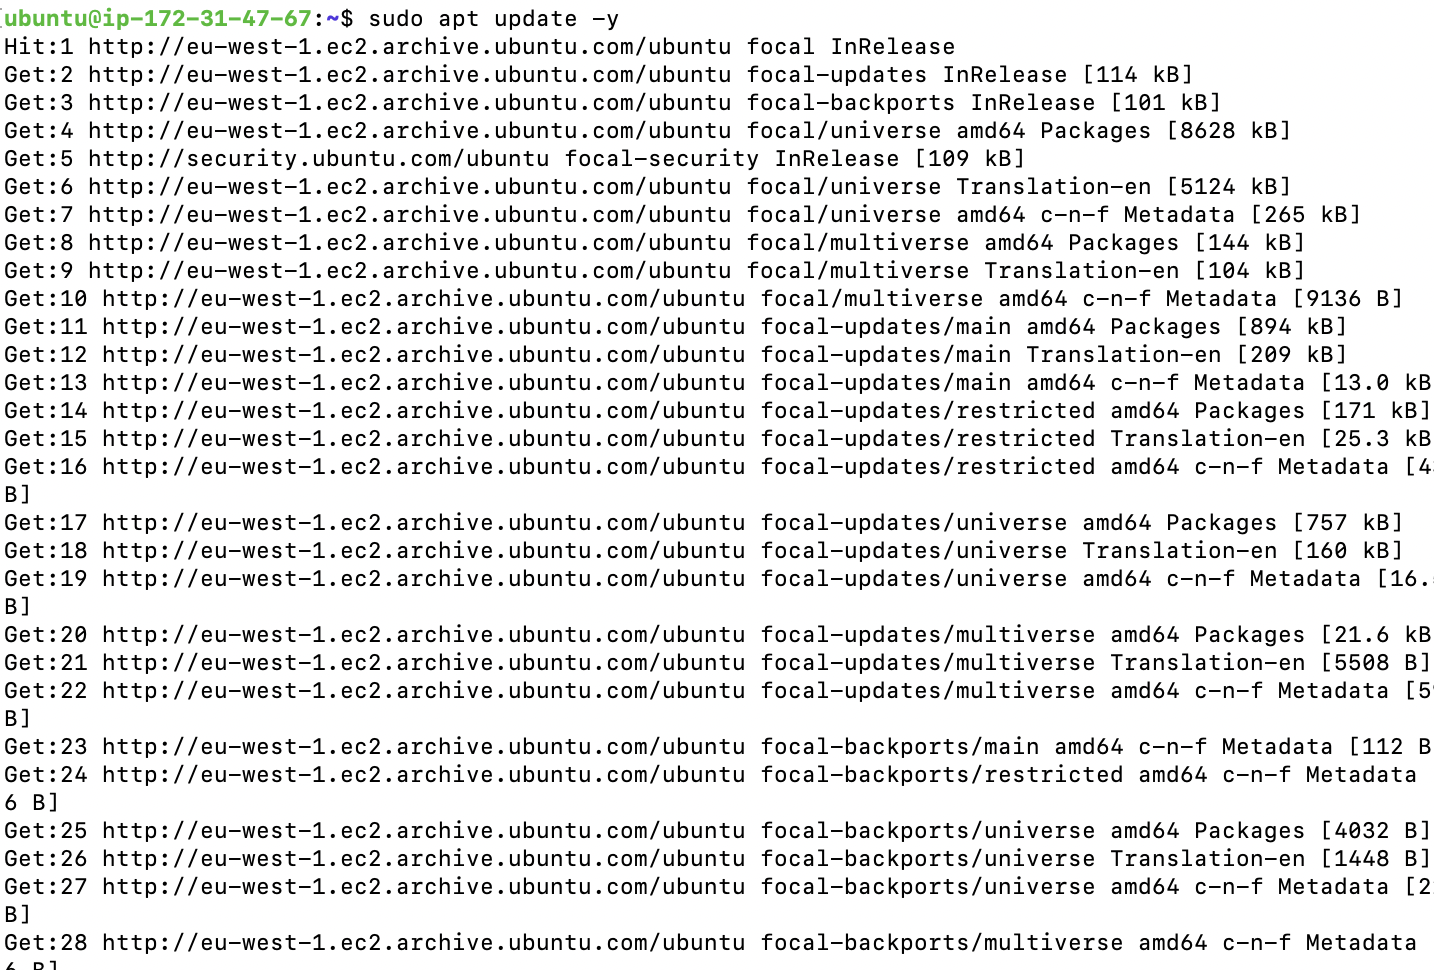 ubuntu@ip-172-31-47-67:~$ sudo apt update -y
Hit:1 http://eu-west-1.ec2.archive.ubuntu.com/ubuntu focal InRelease
Get:2 http://eu-west-1.ec2.archive.ubuntu.com/ubuntu focal-updates InRelease [114 kB]
Get:3 http://eu-west-1.ec2.archive.ubuntu.com/ubuntu focal-backports InRelease [101 kB]
Get:4 http://eu-west-1.ec2.archive.ubuntu.com/ubuntu focal/universe amd64 Packages [8628 kB]
Get:5 http://security.ubuntu.com/ubuntu focal-security InRelease [109 kB]
Get:6 http://eu-west-1.ec2.archive.ubuntu.com/ubuntu focal/universe Translation-en [5124 kB]
Get:7 http://eu-west-1.ec2.archive.ubuntu.com/ubuntu focal/universe amd64 c-n-f Metadata [265 kB]
Get:8 http://eu-west-1.ec2.archive.ubuntu.com/ubuntu focal/multiverse amd64 Packages [144 kB]
Get:9 http://eu-west-1.ec2.archive.ubuntu.com/ubuntu focal/multiverse Translation-en [104 kB]
Get:10 http://eu-west-1.ec2.archive.ubuntu.com/ubuntu focal/multiverse amd64 c-n-f Metadata [9136 B]
Get:11 http://eu-west-1.ec2.archive.ubuntu.com/ubuntu focal-updates/main amd64 Packages [894 kB]
Get:12 http://eu-west-1.ec2.archive.ubuntu.com/ubuntu focal-updates/main Translation-en [209 kB]
Get:13 http://eu-west-1.ec2.archive.ubuntu.com/ubuntu focal-updates/main amd64 c-n-f Metadata [13.0 kB
Get:14 http://eu-west-1.ec2.archive.ubuntu.com/ubuntu focal-updates/restricted amd64 Packages [171 kB]
Get:15 http://eu-west-1.ec2.archive.ubuntu.com/ubuntu focal-updates/restricted Translation-en [25.3 kB
Get:16 http://eu-west-1.ec2.archive.ubuntu.com/ubuntu focal-updates/restricted amd64 c-n-f Metadata [4
B]
Get:17 http://eu-west-1.ec2.archive.ubuntu.com/ubuntu focal-updates/universe amd64 Packages [757 kB]
Get:18 http://eu-west-1.ec2.archive.ubuntu.com/ubuntu focal-updates/universe Translation-en [160 kB]
Get:19 http://eu-west-1.ec2.archive.ubuntu.com/ubuntu focal-updates/universe amd64 c-n-f Metadata [16.
B]
Get:20 http://eu-west-1.ec2.archive.ubuntu.com/ubuntu focal-updates/multiverse amd64 Packages [21.6 kB
Get:21 http://eu-west-1.ec2.archive.ubuntu.com/ubuntu focal-updates/multiverse Translation-en [5508 B]
Get:22 http://eu-west-1.ec2.archive.ubuntu.com/ubuntu focal-updates/multiverse amd64 c-n-f Metadata [5
B]
Get:23 http://eu-west-1.ec2.archive.ubuntu.com/ubuntu focal-backports/main amd64 c-n-f Metadata [112 B
Get:24 http://eu-west-1.ec2.archive.ubuntu.com/ubuntu focal-backports/restricted amd64 c-n-f Metadata
6 B]
Get:25 http://eu-west-1.ec2.archive.ubuntu.com/ubuntu focal-backports/universe amd64 Packages [4032 B]
Get:26 http://eu-west-1.ec2.archive.ubuntu.com/ubuntu focal-backports/universe Translation-en [1448 B]
Get:27 http://eu-west-1.ec2.archive.ubuntu.com/ubuntu focal-backports/universe amd64 c-n-f Metadata [2
B]
Get:28 http://eu-west-1.ec2.archive.ubuntu.com/ubuntu focal-backports/multiverse amd64 c-n-f Metadata
6 B]